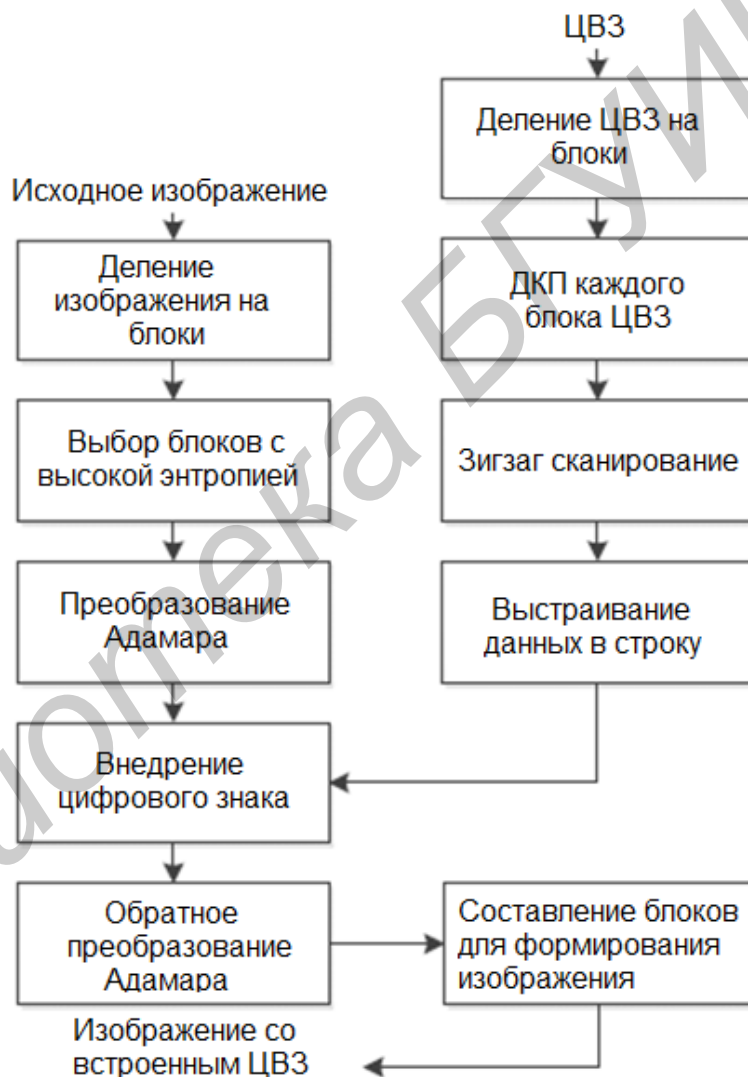 ЦВЗ
Деление ЦВЗ на
блоки
ДКП каждого
блока ЦВЗ
Зигзаг сканирование
Выстраивание
данных в строку
Исходное изображение
Деление
изображения на
блоки
Выбор блоков с
высокой энтропией
Преобразование
Адамара
Внедрение
цифрового знака
Обратное
преобразование
Адамара
Составление блоков
для формирования
изображения
Изображение со
встроенным ЦВЗ